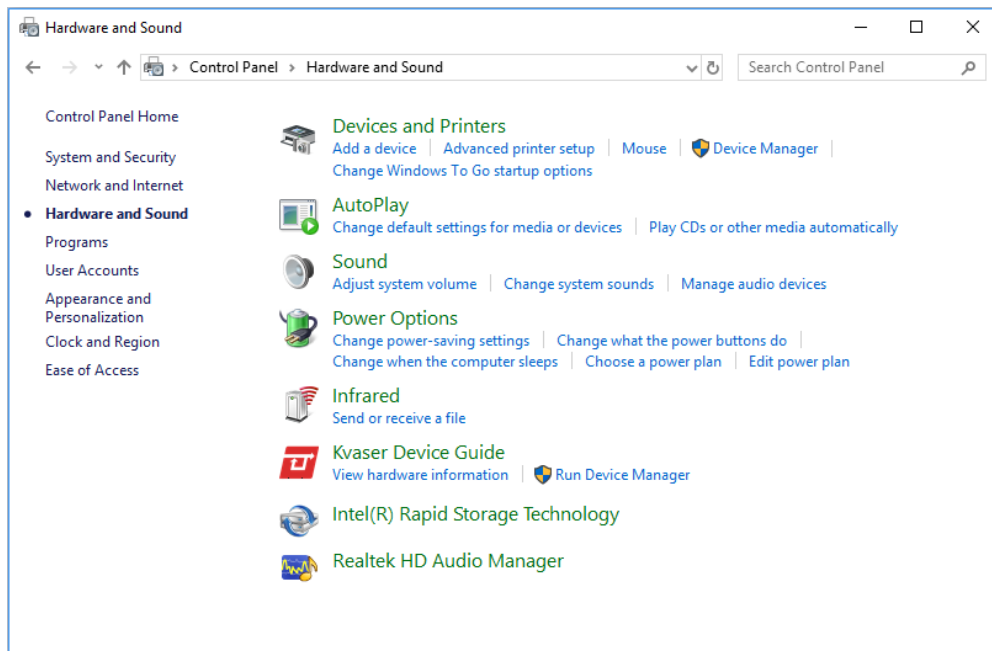 Hardware and Sound
Control Panel > Hardware and Sound
Search Control Panel
Control Panel Home
System and Security
Network and Internet
Hardware and Sound
Programs
User Accounts
Appearance and
Personalization
Clock and Region
Ease of Access
Devices and Printers
Add a device | Advanced printer setup | Mouse | Device Manager |
Change Windows To Go startup options
AutoPlay
Change default settings for media or devices | Play CDs or other media automatically
Sound
Adjust system volume | Change system sounds | Manage audio devices
Power Options
Change power-saving settings | Change what the power buttons do |
Change when the computer sleeps | Choose a power plan | Edit power plan
Infrared
Send or receive a file
Kvaser Device Guide
View hardware information | Run Device Manager
Intel(R) Rapid Storage Technology
Realtek HD Audio Manager